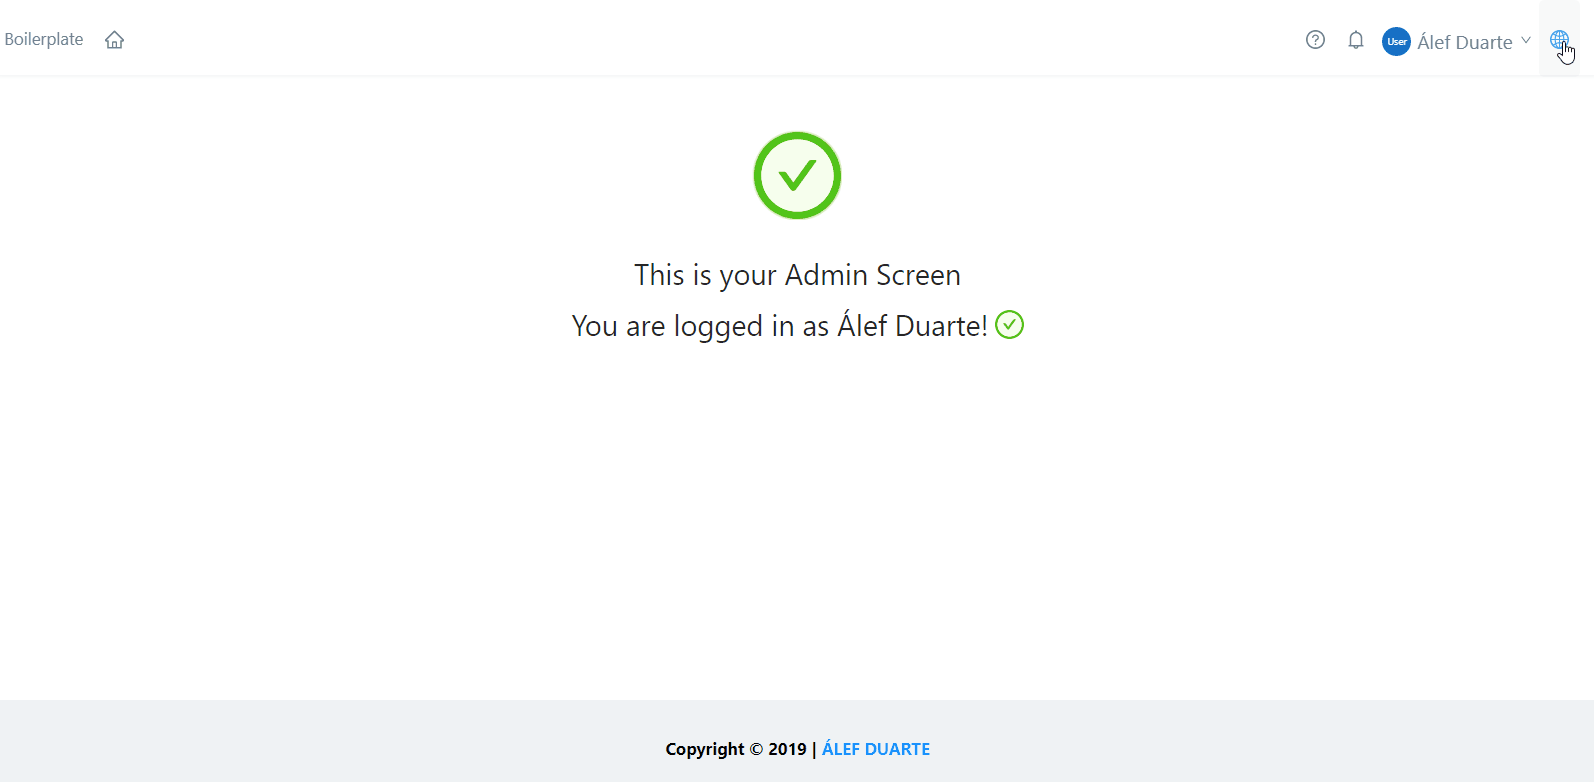 Boilerplate
User Álef Duarte
This is your Admin Screen
You are logged in as Álef Duarte!
Copyright © 2019 | ÁLEF DUARTE